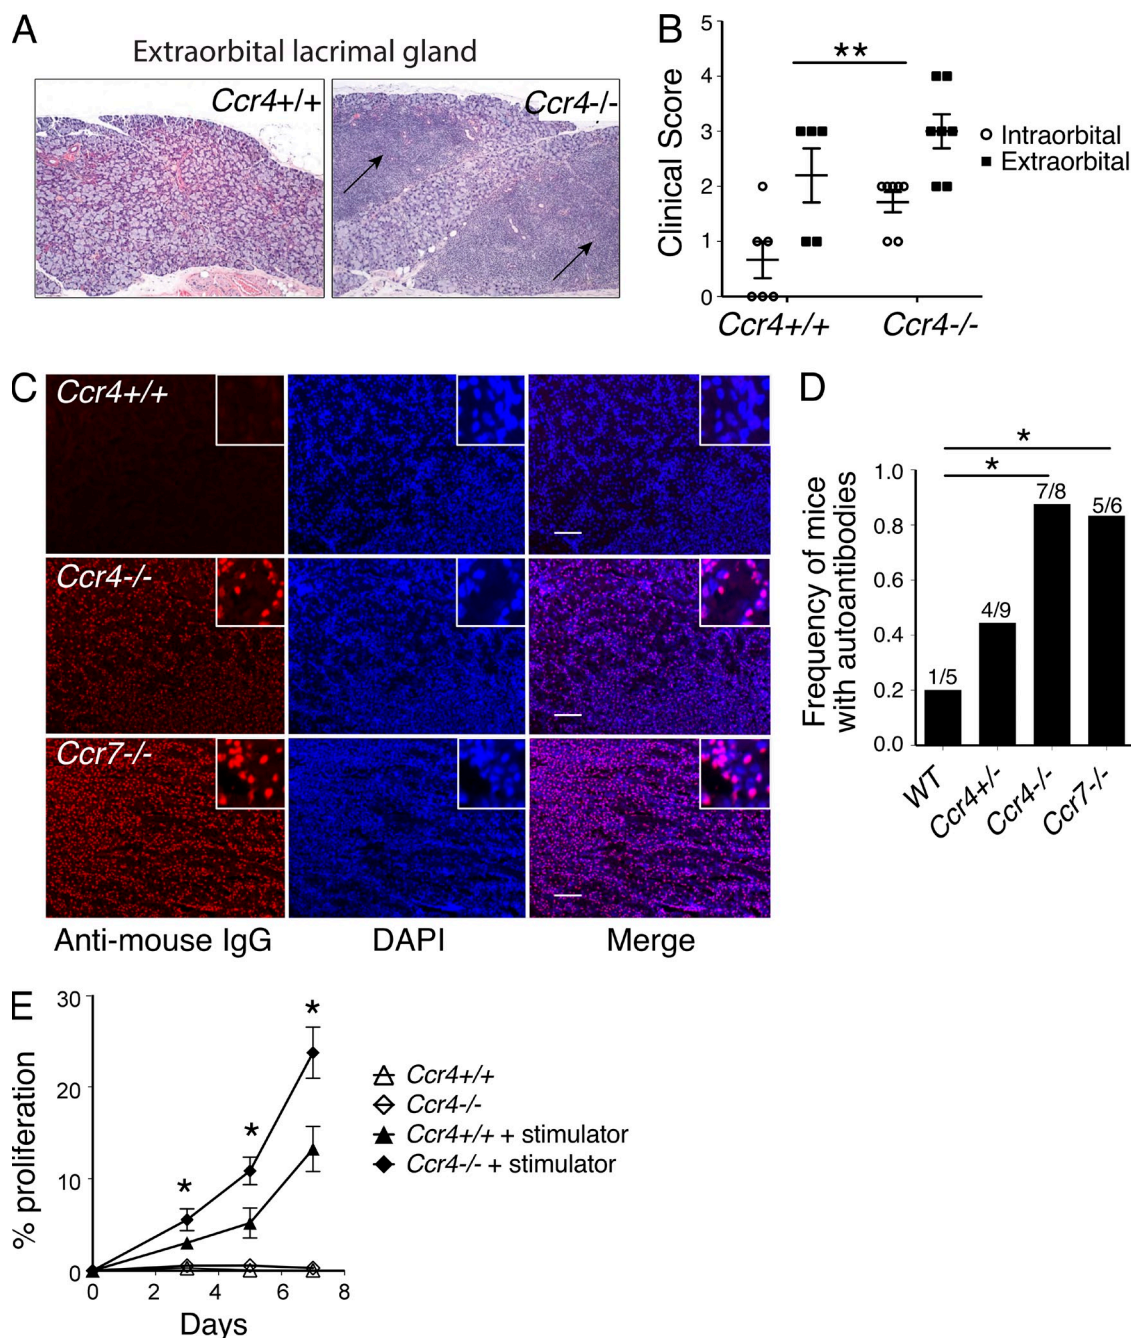 A
Extraorbital lacrimal gland
Ccr4+/+
Ccr4-/-
B
Clinical Score
5
4
3
2
1
0
**
Ccr4+/+
Ccr4-/-
Intraorbital
Extraorbital
C
Ccr4+/+
Ccr4-/-
Ccr7-/-
Anti-mouse IgG
DAPI
Merge
D
Frequency of mice
with autoantibodies
1.0
0.8
0.6
0.4
0.2
0.0
*
*
1/5
4/9
7/8
5/6
WT
Ccr4+/-
Ccr4-/-
Ccr7-/-
E
% proliferation
30
20
10
0
*
*
*
0 2 4 6 8
Days
Ccr4+/+
Ccr4-/-
Ccr4+/+ + stimulator
Ccr4-/- + stimulator